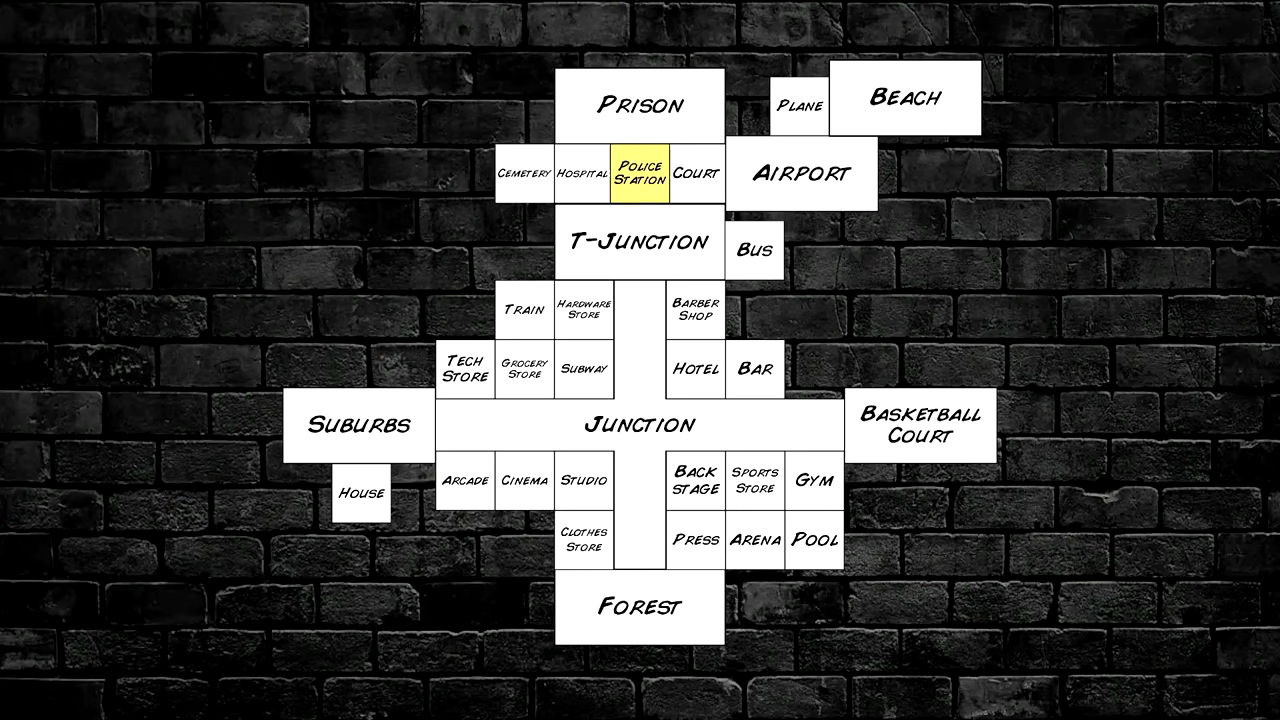 PRISON
PLANE
BEACH
CEMETERY
HOSPITAL
POLICE
STATION
COURT
AIRPORT
T-JUNCTION
BUS
TRAIN
HARDWARE
STORE
BARBER
SHOP
TECH
STORE
GROCERY
STORE
SUBWAY
HOTEL
BAR
SUBURBS
JUNCTION
BASKETBALL
COURT
HOUSE
ARCADE
CINEMA
STUDIO
BACK
STAGE
SPORTS
STORE
GYM
CLOTHES
STORE
PRESS
ARENA
POOL
FOREST